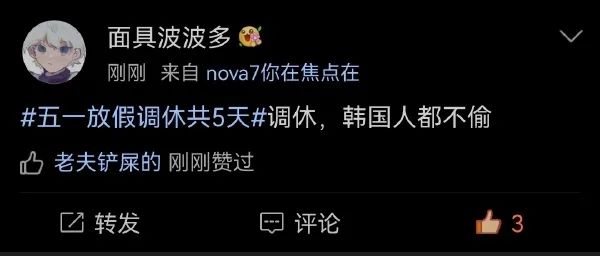 面具波波多
刚刚 来自 nova7你在焦点在
#五一放假调休共5天#调休，韩国人都不偷
老夫铲屎的 刚刚赞过
转发 评论 3